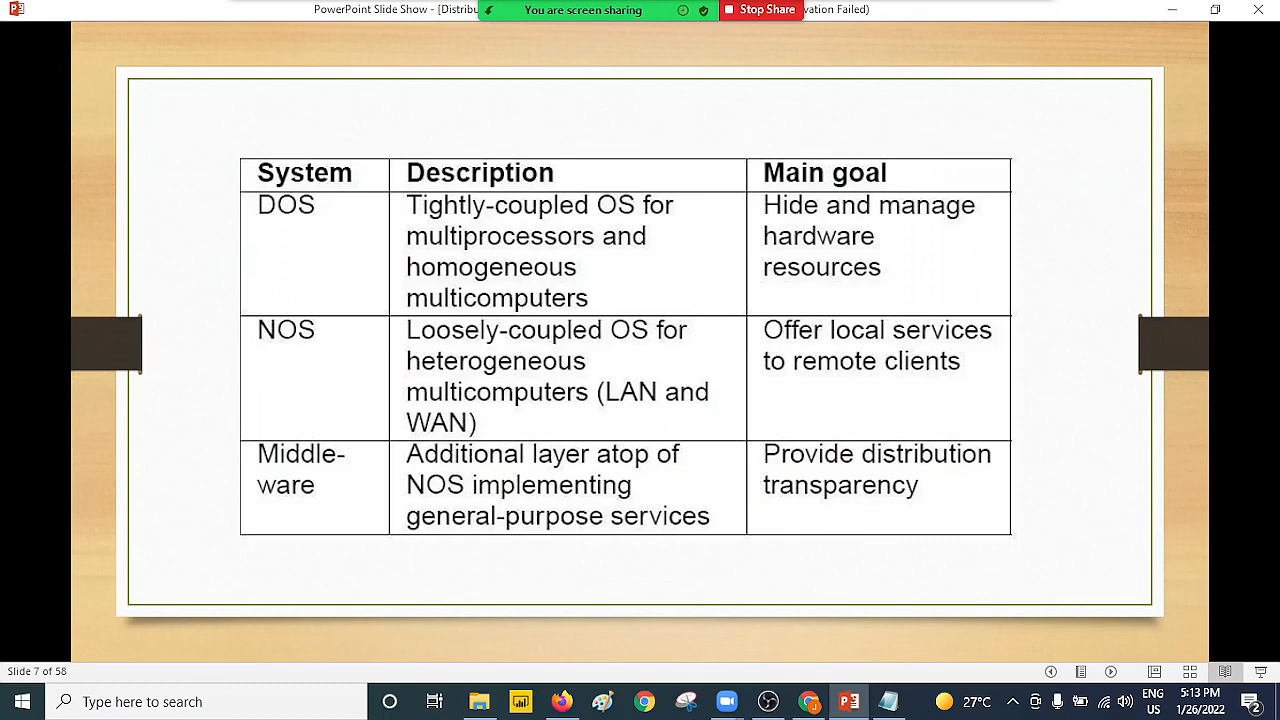 PowerPoint Slide Show - [Distribu
You are screen sharing
Stop Share
vation Failed)
System Description Main goal
DOS Tightly-coupled OS for Hide and manage
multiprocessors and hardware
homogeneous resources
multicomputers
NOS Loosely-coupled OS for Offer local services
heterogeneous to remote clients
multicomputers (LAN and
WAN)
Middle- Additional layer atop of Provide distribution
ware NOS implementing transparency
general-purpose services
Slide 7 of 58
Type here to search
27°C
ENG
US
5:13 PM
1/26/2022
2